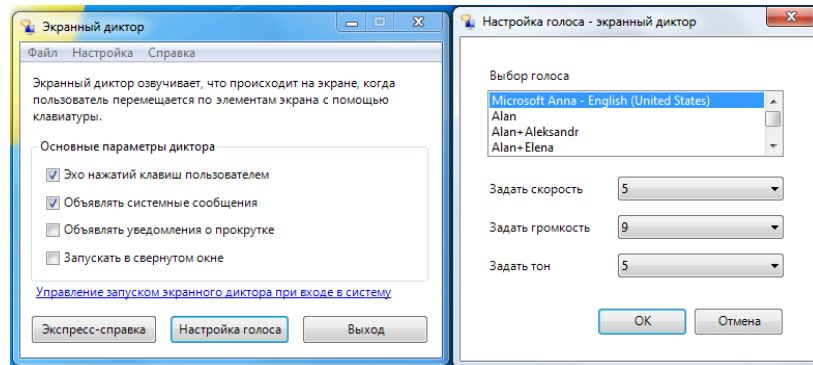 Экранный диктор
Файл Настройка Справка
Экранный диктор озвучивает, что происходит на экране, когда
пользователь перемещается по элементам экрана с помощью
клавиатуры.
Основные параметры диктора
Эхо нажатий клавиш пользователем
Объявлять системные сообщения
Объявлять уведомления о прокрутке
Запускать в свернутом окне
Управление запуском экранного диктора при входе в систему
Экспресс-справка Настройка голоса Выход
Настройка голоса - экранный диктор
Выбор голоса
Microsoft Anna - English (United States)
Alan
Alan+Aleksandr
Alan+Elena
Задать скорость 5
Задать громкость 9
Задать тон 5
ОК Отмена